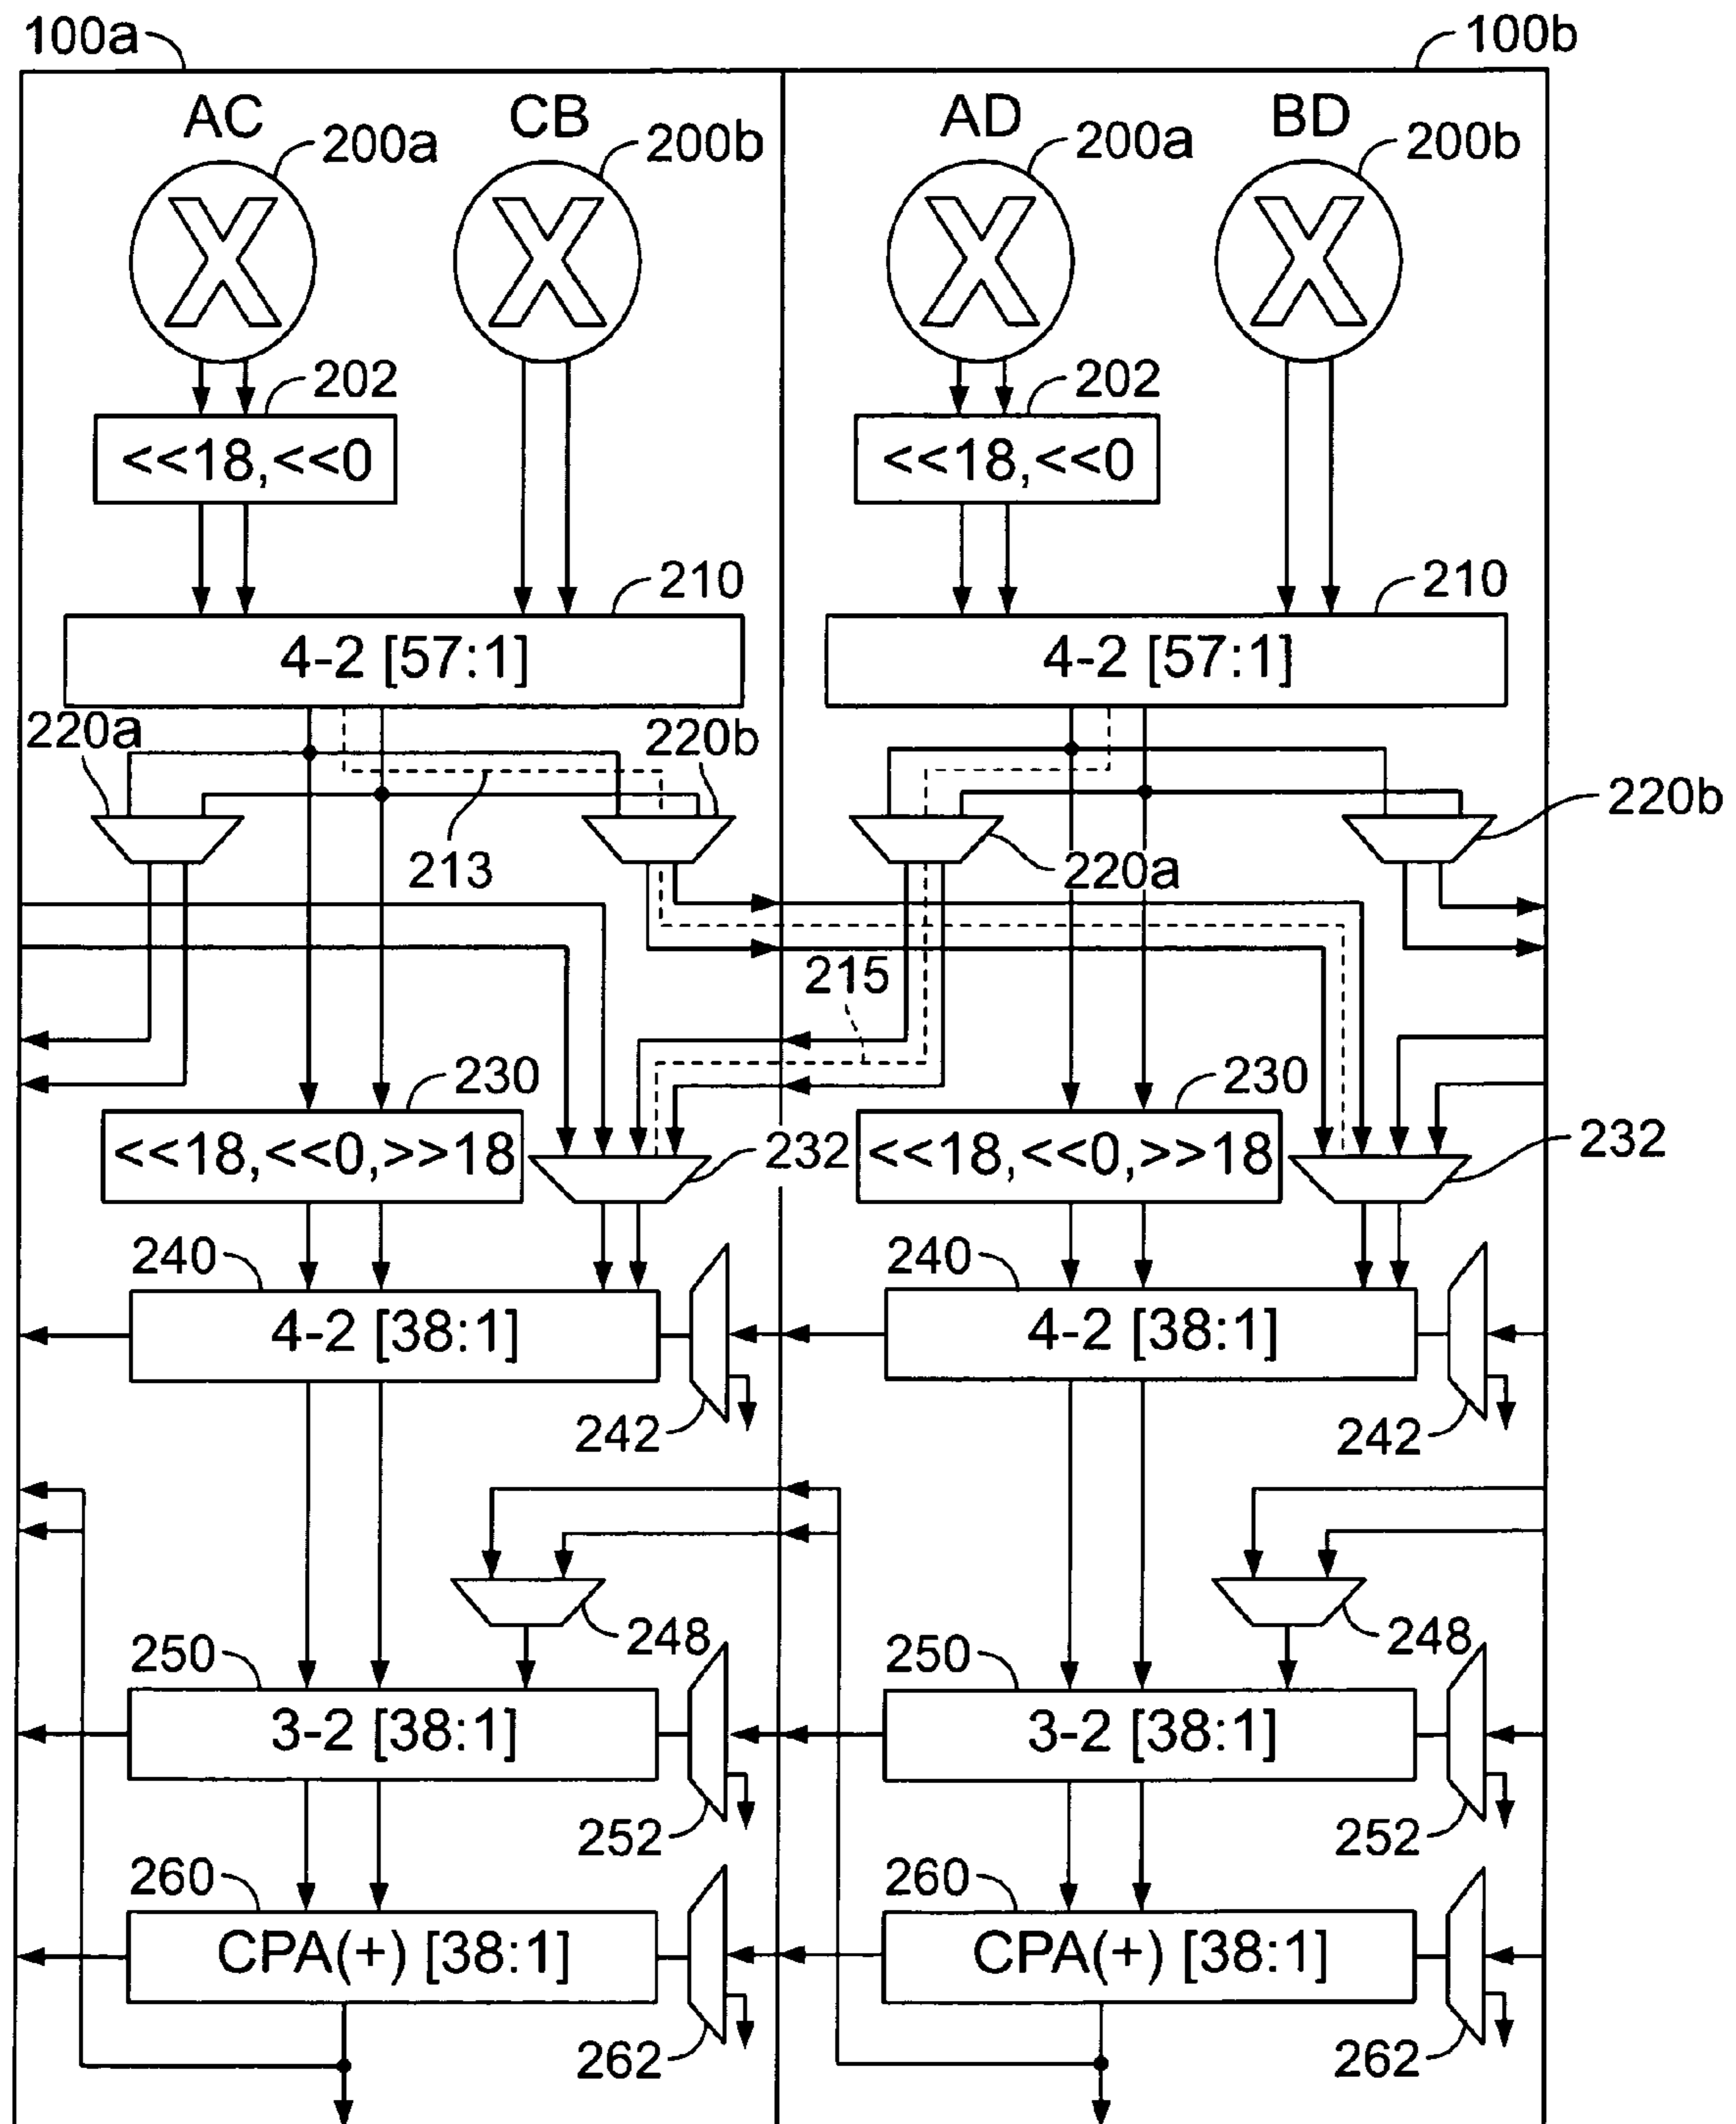 100a
100b
AC
CB
AD
BD
200a
200b
200a
200b
X
X
X
X
202
202
<<18,<<0
<<18,<<0
210
210
4-2 [57:1]
4-2 [57:1]
220a
220b
220b
213
220a
215
230
230
<<18,<<0,>>18
232
<<18,<<0,>>18
232
240
240
4-2 [38:1]
4-2 [38:1]
242
242
248
248
250
250
3-2 [38:1]
3-2 [38:1]
252
252
260
260
CPA(+) [38:1]
CPA(+) [38:1]
262
262